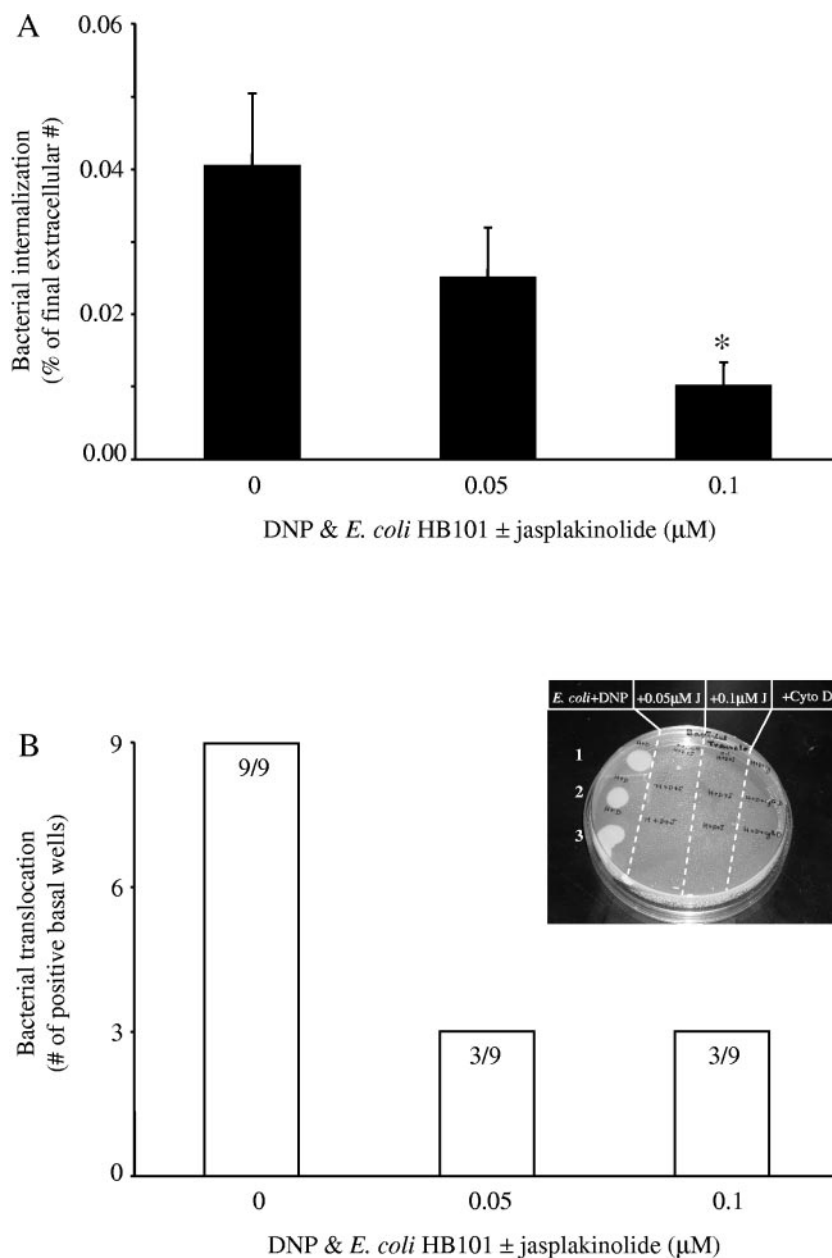 A
0.06
0.04
0.02
0.00
Bacterial internalization
(% of final extracellular #)
*
0
0.05
0.1
DNP & E. coli HB101 ± jasplakinolide (μM)
B
9
6
3
0
Bacterial translocation
(# of positive basal wells)
9/9
3/9
3/9
E. coli+DNP
+0.05μM J
+0.1μM J
+Cyto D
1
2
3
0
0.05
0.1
DNP & E. coli HB101 ± jasplakinolide (μM)